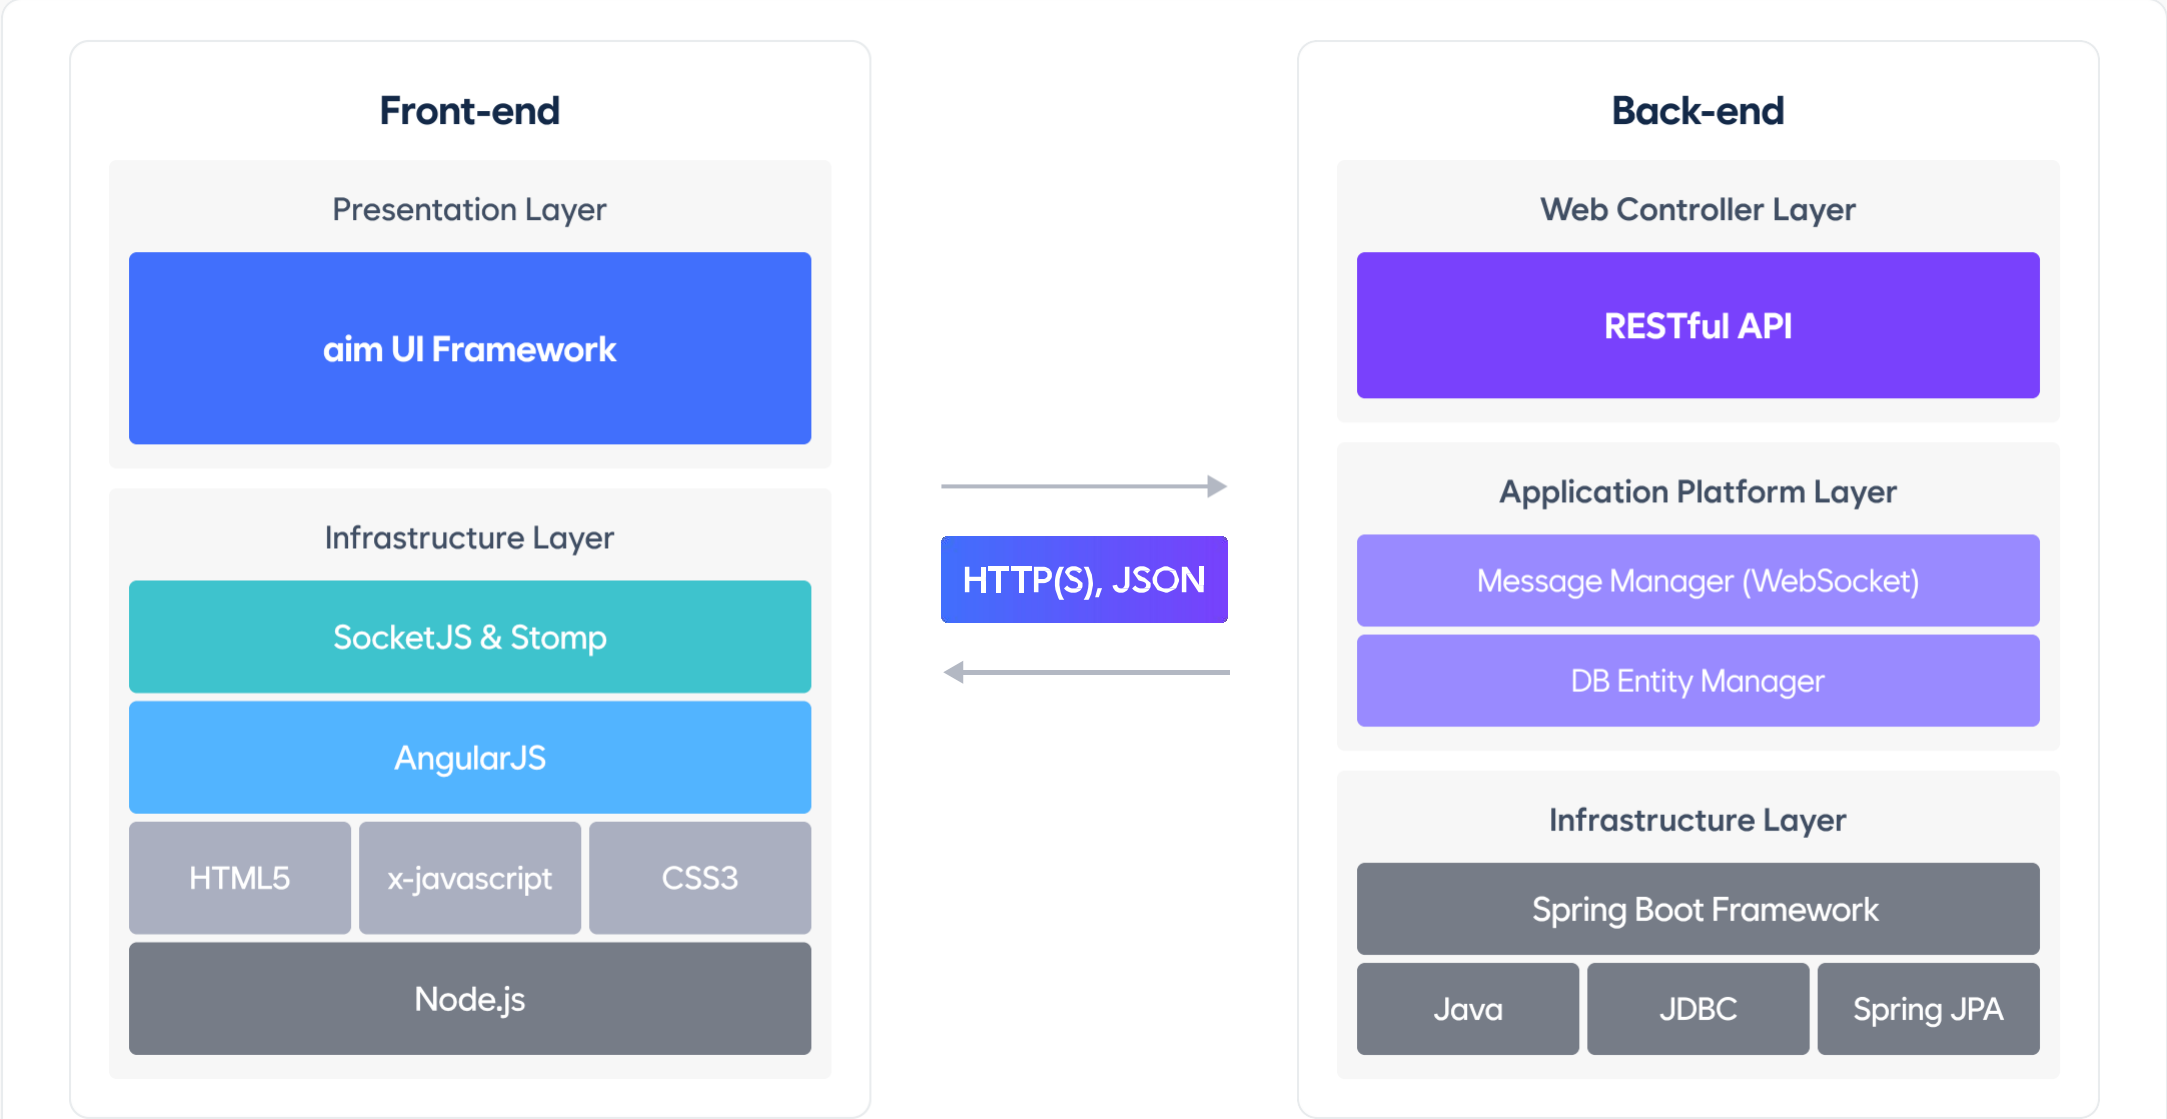 Front-end
Presentation Layer
aim UI Framework
Infrastructure Layer
SocketJS & Stomp
AngularJS
HTML5
x-javascript
CSS3
Node.js
HTTP(S), JSON
Back-end
Web Controller Layer
RESTful API
Application Platform Layer
Message Manager (WebSocket)
DB Entity Manager
Infrastructure Layer
Spring Boot Framework
Java
JDBC
Spring JPA